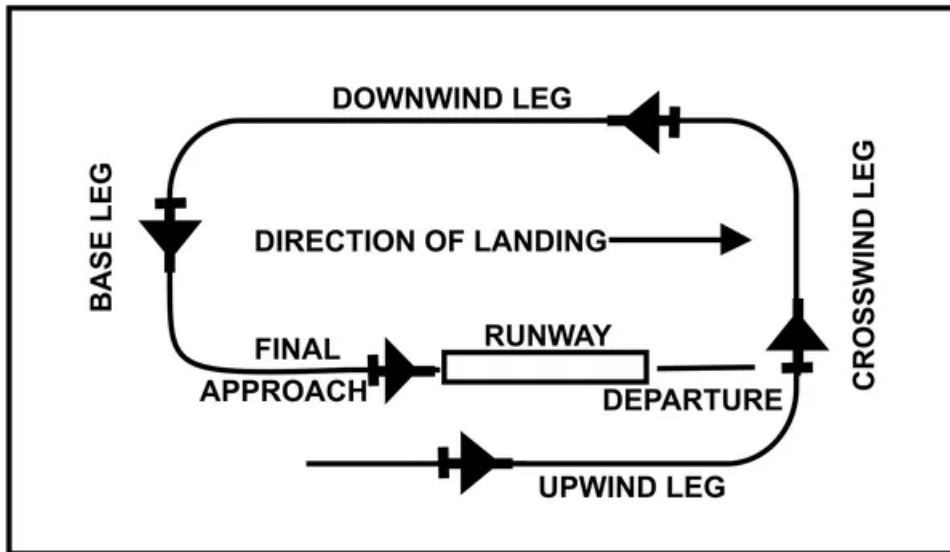 DOWNWIND LEG
BASE LEG
CROSSWIND LEG
DIRECTION OF LANDING
FINAL
APPROACH
RUNWAY
DEPARTURE
UPWIND LEG